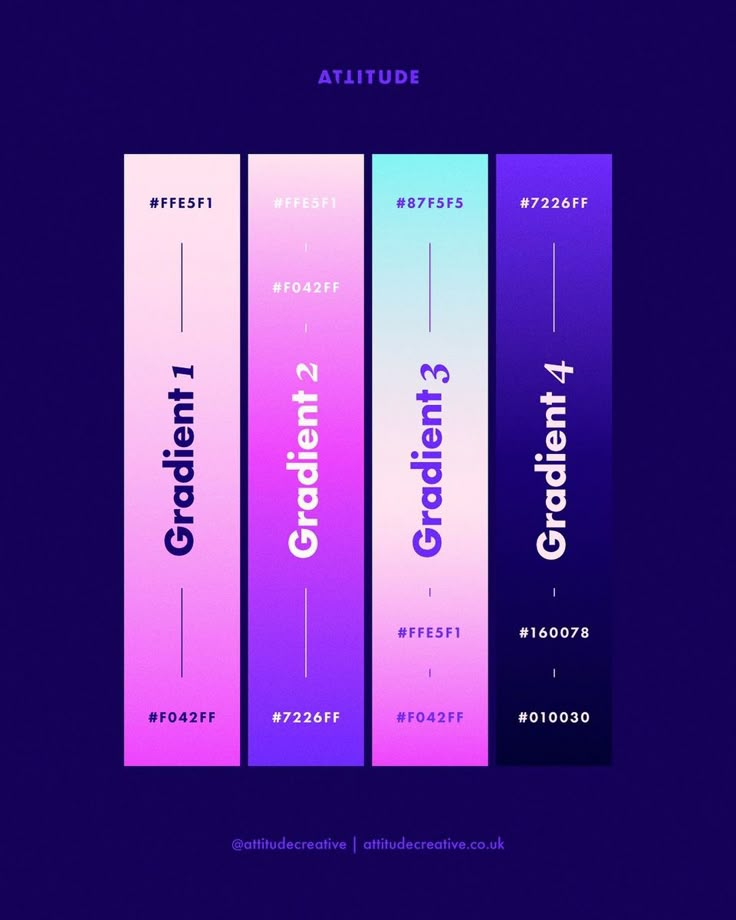 ATTITUDE
#FFE5F1
Gradient 1
#F042FF
#FFE5F1
#F042FF
Gradient 2
#7226FF
#87F5F5
Gradient 3
#FFE5F1
#F042FF
#7226FF
Gradient 4
#160078
#010030
@attitudecreative | attitudecreative.co.uk